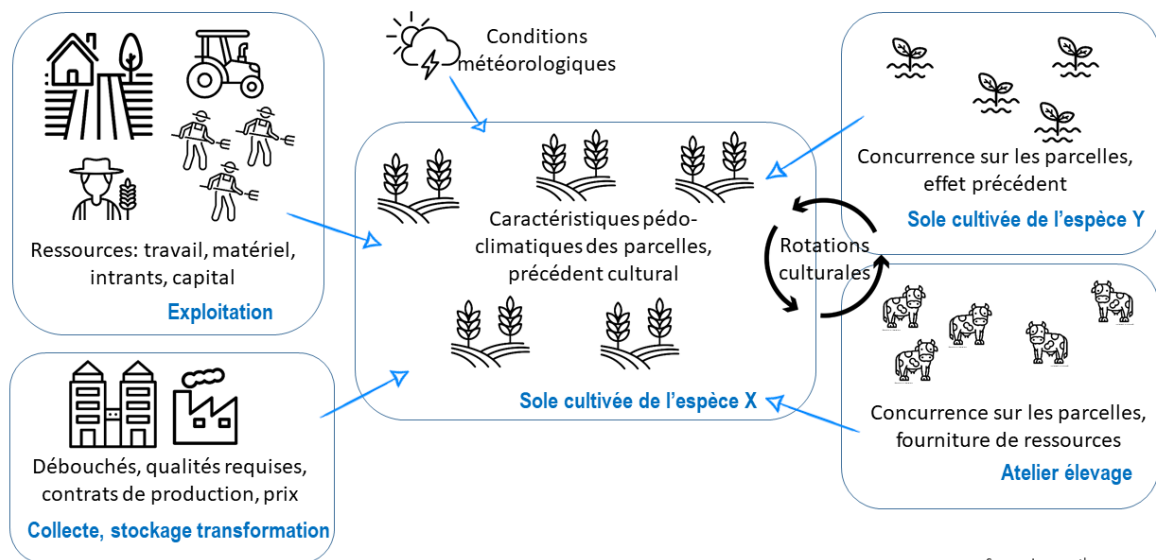 Conditions
météorologiques
Ressources: travail, matériel,
intrants, capital
Exploitation
Débouchés, qualités requises,
contrats de production, prix
Collecte, stockage transformation
Caractéristiques pédo-
climatiques des parcelles,
précédent cultural
Sole cultivée de l'espèce X
Rotations
culturales
Concurrence sur les parcelles,
effet précédent
Sole cultivée de l'espèce Y
Concurrence sur les parcelles,
fourniture de ressources
Atelier élevage